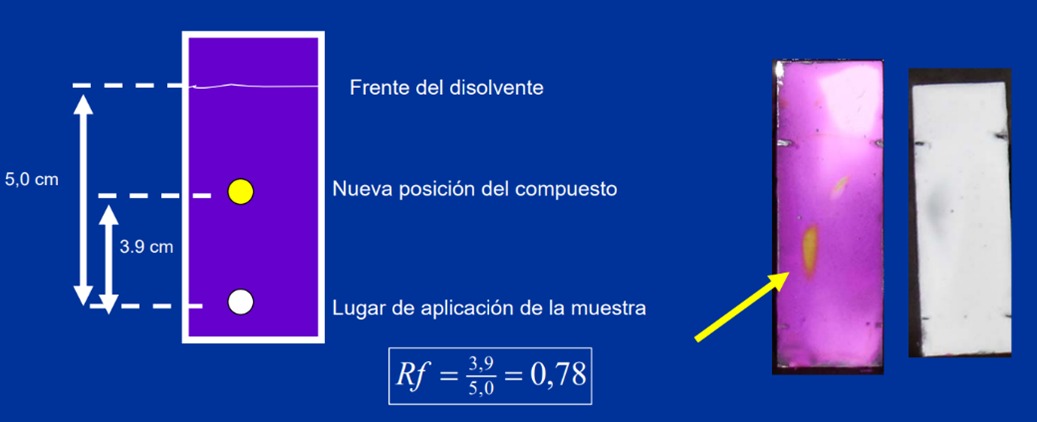 Frente del disolvente
5,0 cm
Nueva posición del compuesto
3.9 cm
Lugar de aplicación de la muestra
Rf = 3,9/5,0 = 0,78